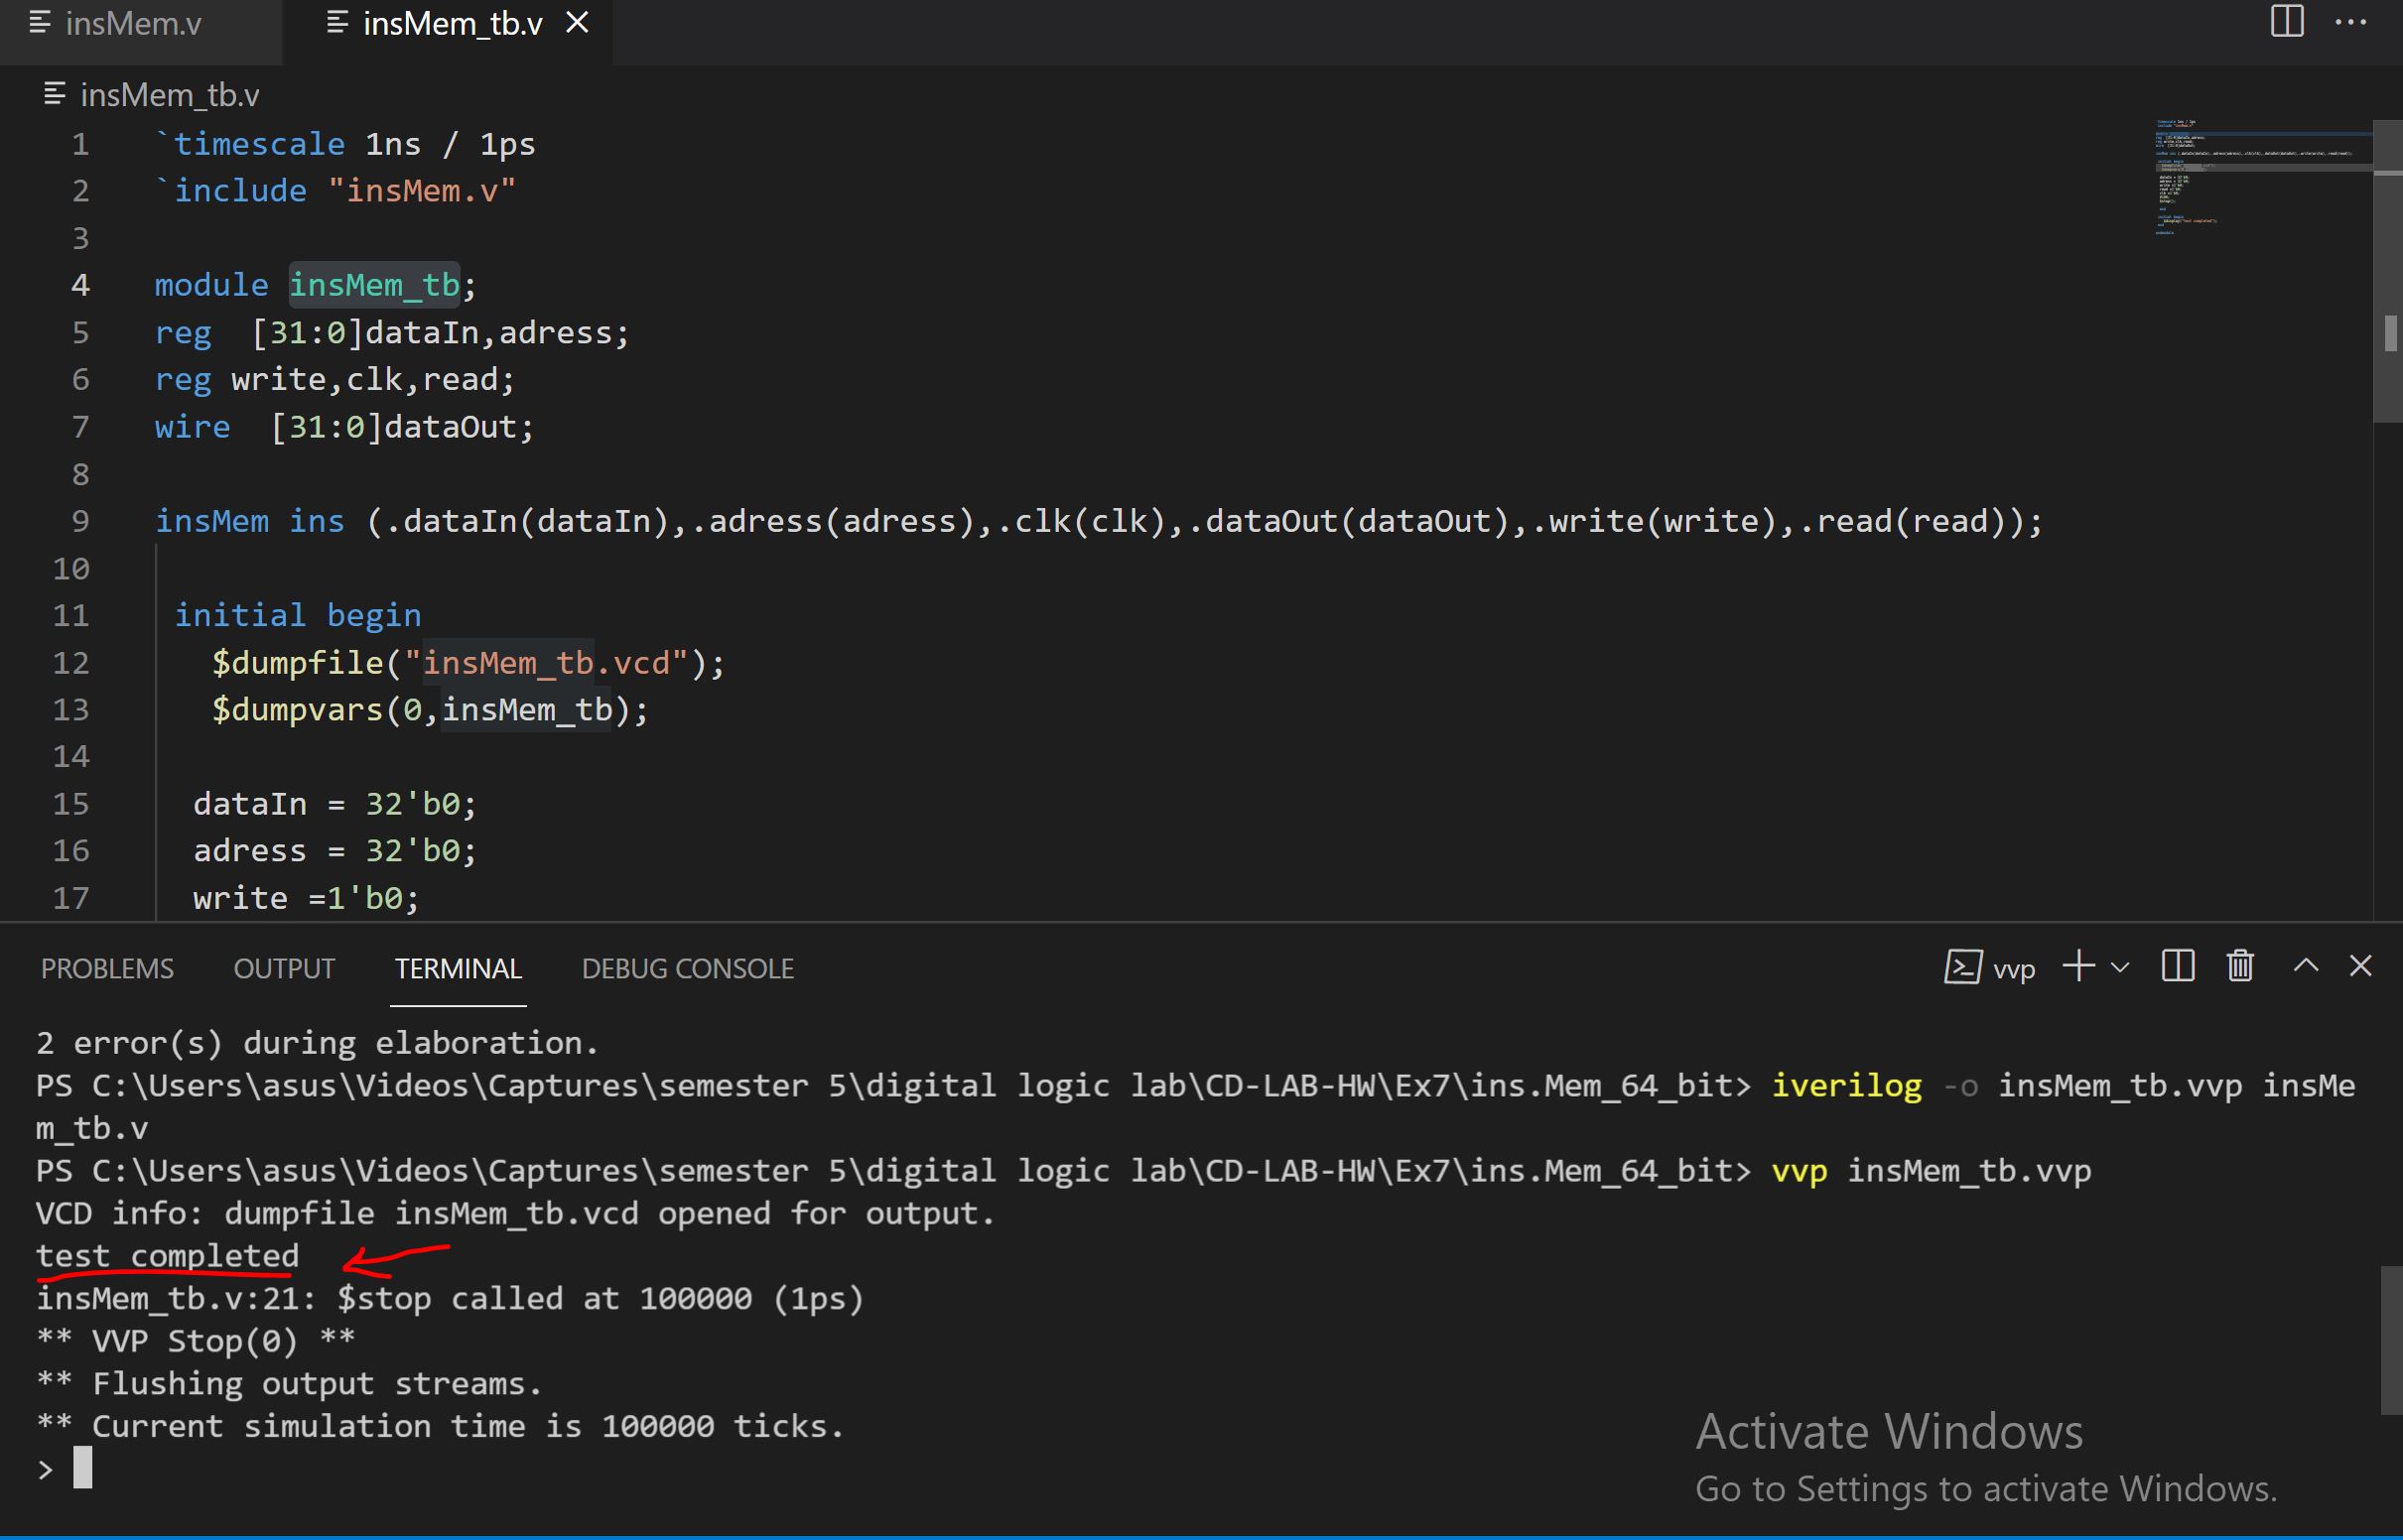 insMem.v insMem_tb.v
insMem_tb.v
1 `timescale 1ns / 1ps
2 `include "insMem.v"
3
4 module insMem_tb;
5 reg  [31:0]dataIn,adress;
6 reg write,clk,read;
7 wire  [31:0]dataOut;
8
9 insMem ins (.dataIn(dataIn),.adress(adress),.clk(clk),.dataOut(dataOut),.write(write),.read(read));
10
11 initial begin
12 $dumpfile("insMem_tb.vcd");
13 $dumpvars(0,insMem_tb);
14
15 dataIn = 32'b0;
16 adress = 32'b0;
17 write =1'b0;
PROBLEMS OUTPUT TERMINAL DEBUG CONSOLE vvp
2 error(s) during elaboration.
PS C:\Users\asus\Videos\Captures\semester 5\digital logic lab\CD-LAB-HW\Ex7\ins.Mem_64_bit> iverilog -o insMem_tb.vvp insMe
m_tb.v
PS C:\Users\asus\Videos\Captures\semester 5\digital logic lab\CD-LAB-HW\Ex7\ins.Mem_64_bit> vvp insMem_tb.vvp
VCD info: dumpfile insMem_tb.vcd opened for output.
test completed
insMem_tb.v:21: $stop called at 100000 (1ps)
** VVP Stop(0) **
** Flushing output streams.
** Current simulation time is 100000 ticks.
>
Activate Windows
Go to Settings to activate Windows.